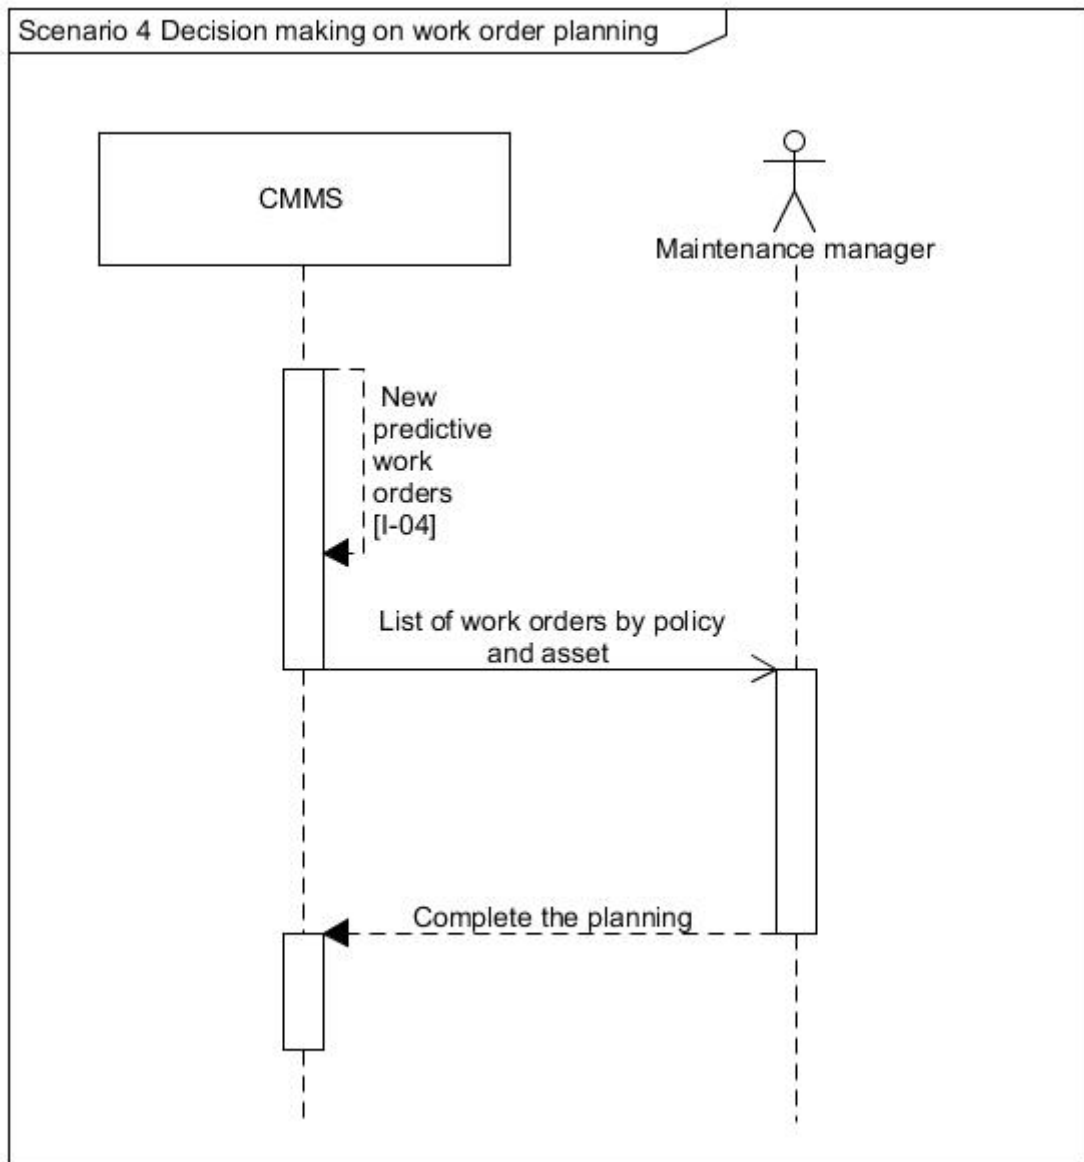 Scenario 4 Decision making on work order planning
CMMS
Maintenance manager
New
predictive
work
orders
[I-04]
List of work orders by policy
and asset
Complete the planning